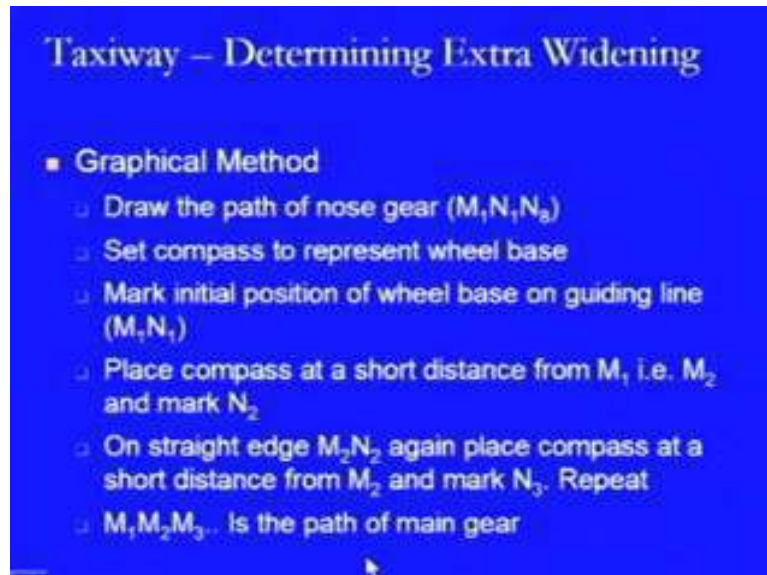 Taxiway – Determining Extra Widening
Graphical Method
Draw the path of nose gear (M₁N₁N₈)
Set compass to represent wheel base
Mark initial position of wheel base on guiding line
(M₁N₁)
Place compass at a short distance from M₁ i.e. M₂
and mark N₂
On straight edge M₂N₂ again place compass at a
short distance from M₂ and mark N₃. Repeat
M₁M₂M₃.. Is the path of main gear